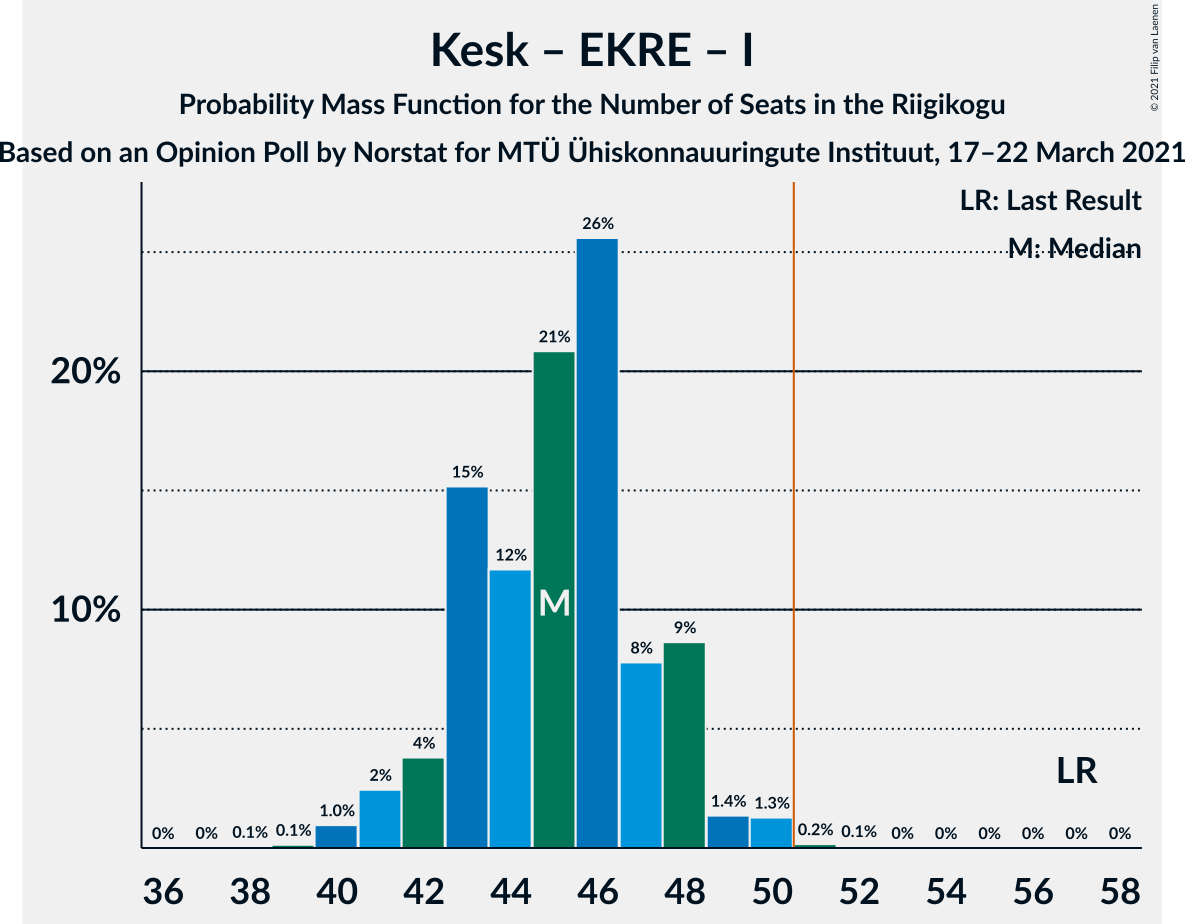 Kesk – EKRE – I
Probability Mass Function for the Number of Seats in the Riigikogu
Based on an Opinion Poll by Norstat for MTÜ Ühiskonnauuringute Instituut, 17–22 March 2021
© 2021 Filip van Laenen
LR: Last Result
M: Median
26%
21%
20%
15%
12%
10%
M
9%
8%
4%
LR
2%
0% 0% 0.1% 0.1% 1.0% 1.4% 1.3% 0.2% 0.1% 0% 0% 0% 0% 0% 0%
36 38 40 42 44 46 48 50 52 54 56 58